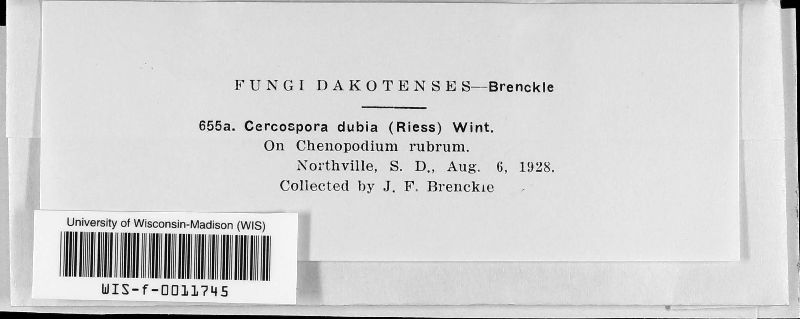 FUNGI DAKOTENSES—Brenckle
655a. Cercospora dubia (Riess) Wint.
On Chenopodium rubrum.
Northville, S. D., Aug. 6, 1928.
Collected by J. F. Brenckle
University of Wisconsin-Madison (WIS)
WIS-f-0011745